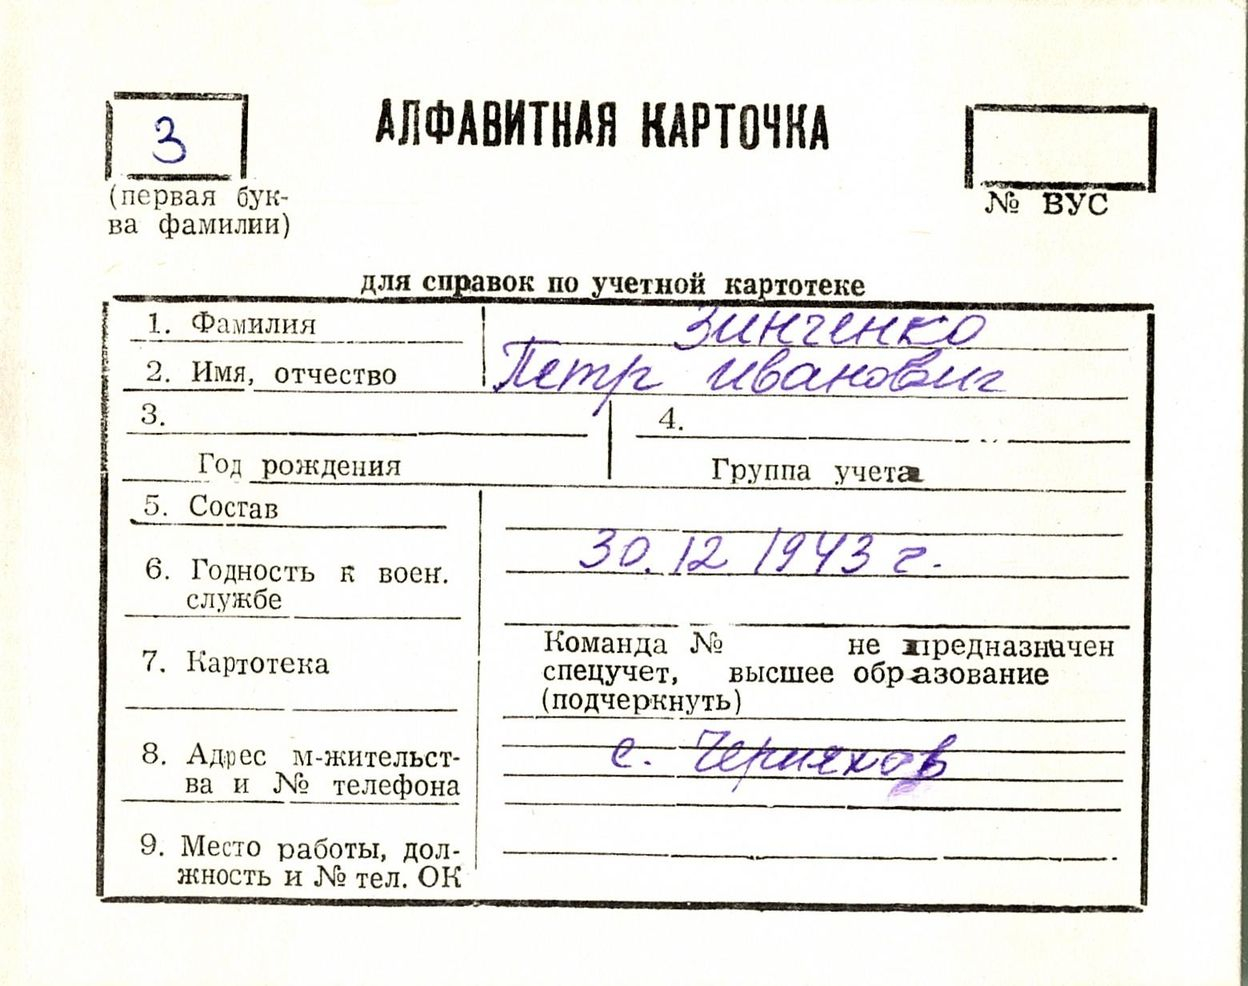 З
АЛФАВИТНАЯ КАРТОЧКА
(первая бук-
ва фамилии)
№ ВУС
для справок по учетной картотеке
1. Фамилия Зинченко
2. Имя, отчество Петр Иванович
3. 4.
Год рождения Группа учета
5. Состав
30.12 1943 г.
6. Годность к воен.
службе
7. Картотека
Команда № не предназначен
спецучет, высшее образование
(подчеркнуть)
8. Адрес м-жительст-
ва и № телефона
с. Черняхов
9. Место работы, дол-
жность и № тел. ОК